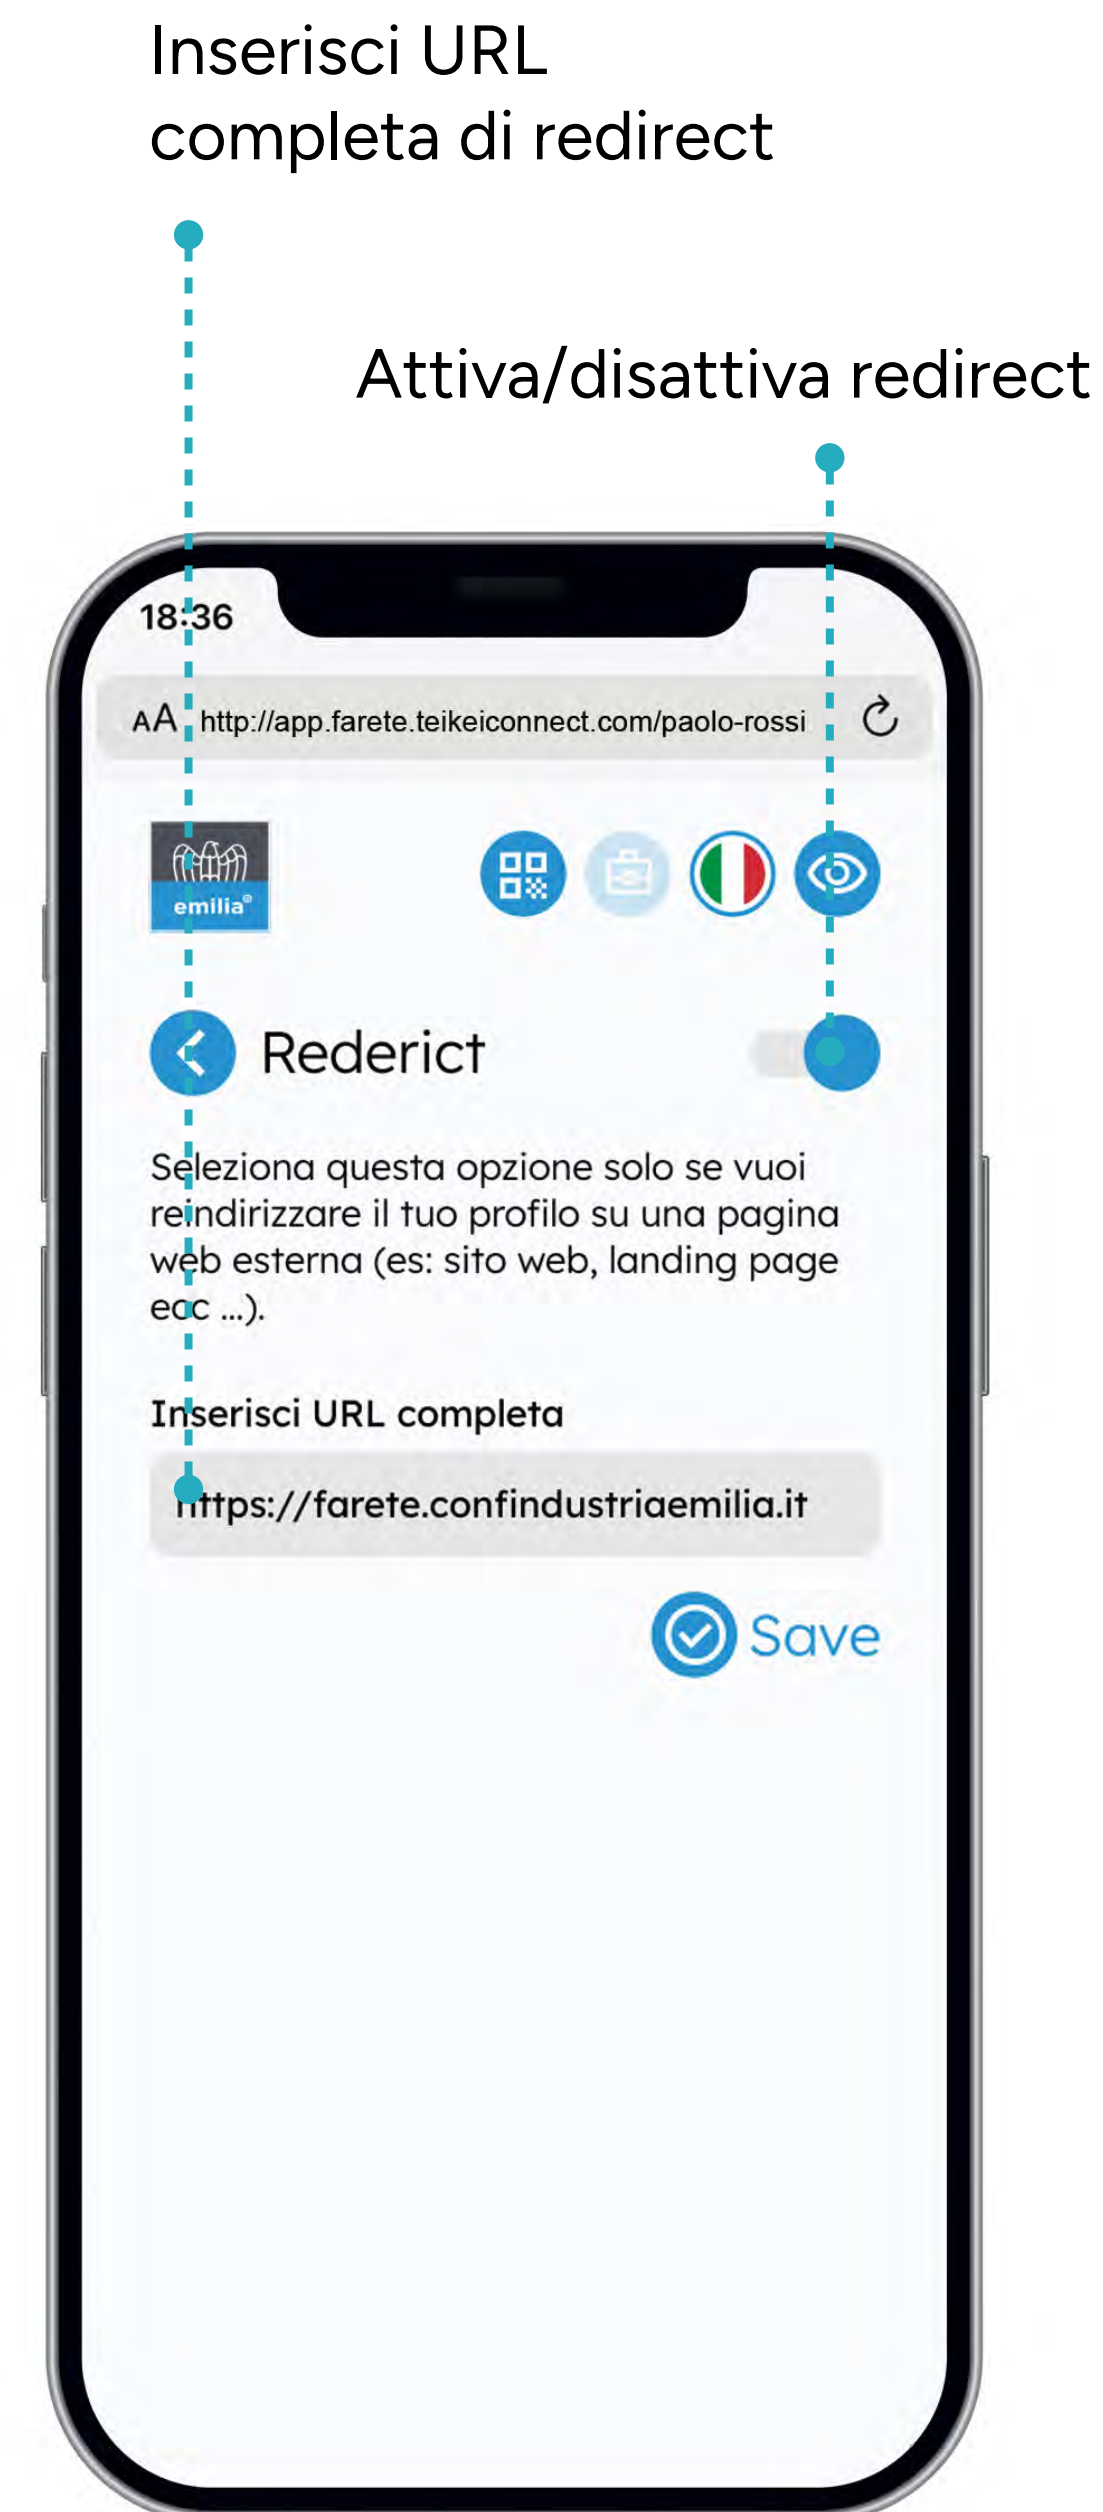 Inserisci URL
completa di redirect
Attiva/disattiva redirect
18:36
AA http://app.farete.teikeiconnect.com/paolo-rossi
emilia®
Rederict
Seleziona questa opzione solo se vuoi
reindirizzare il tuo profilo su una pagina
web esterna (es: sito web, landing page
ecc ...).
Inserisci URL completa
https://farete.confindustriaemilia.it
Save